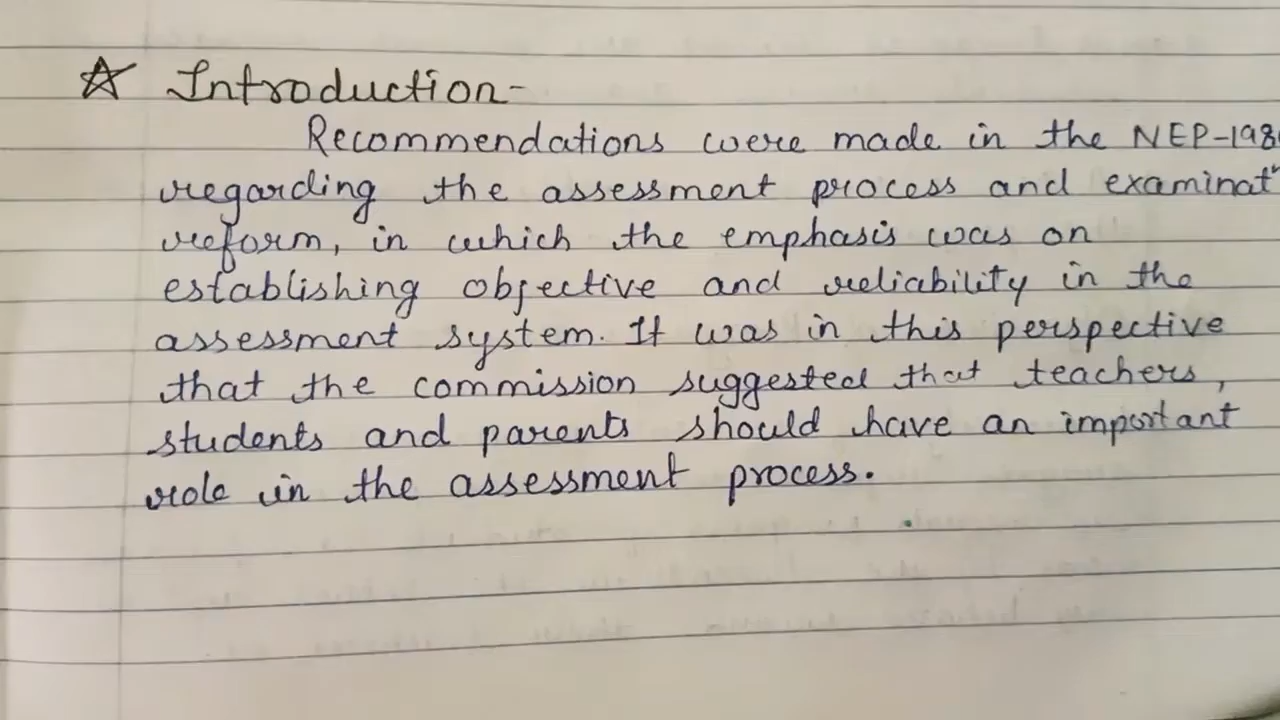 ☆ Introduction-
Recommendations were made in the NEP-198
regarding the assessment process and examinat
reform, in which the emphasis was on
establishing objective and reliability in the
assessment system. It was in this perspective
that the commission suggested that teachers,
students and parents should have an important
role in the assessment process.